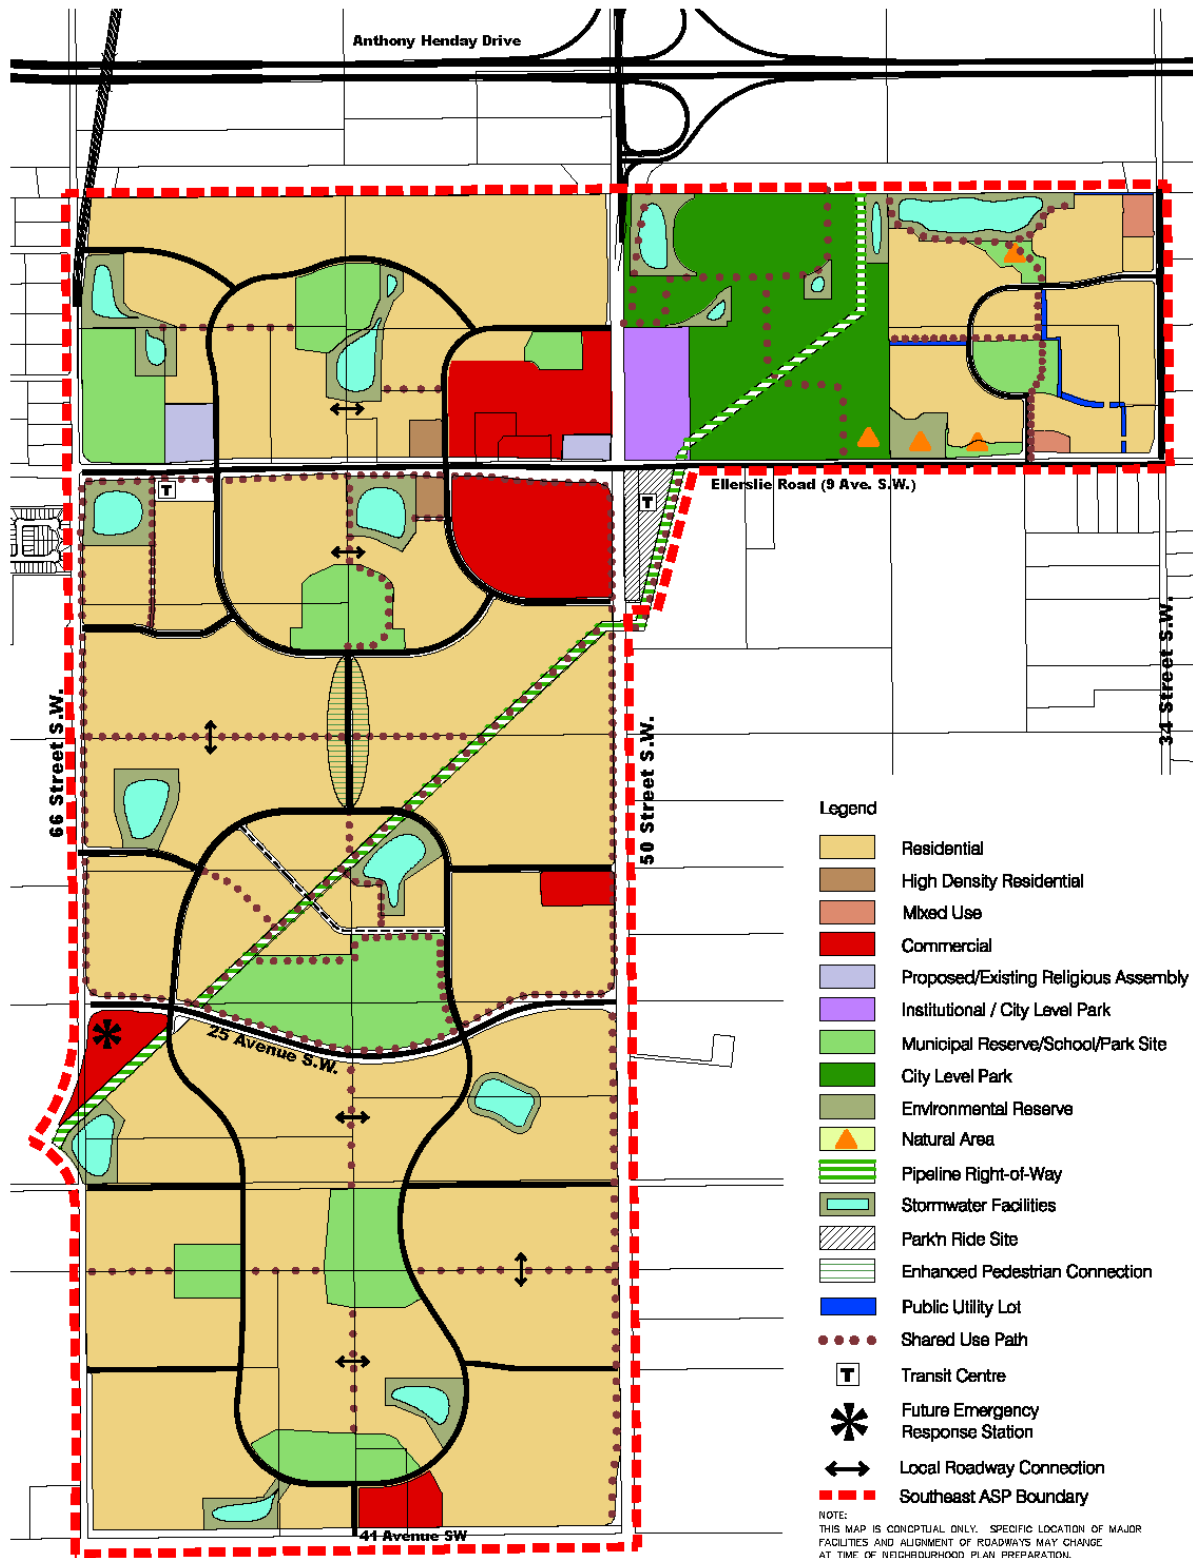 Anthony Henday Drive
T
T
Ellerslie Road (9 Ave. S.W.)
34 Street S.W.
66 Street S.W.
50 Street S.W.
25 Avenue S.W.
41 Avenue SW
Legend
Residential
High Density Residential
Mixed Use
Commercial
Proposed/Existing Religious Assembly
Institutional / City Level Park
Municipal Reserve/School/Park Site
City Level Park
Environmental Reserve
Natural Area
Pipeline Right-of-Way
Stormwater Facilities
Park'n Ride Site
Enhanced Pedestrian Connection
Public Utility Lot
Shared Use Path
T Transit Centre
Future Emergency
Response Station
Local Roadway Connection
Southeast ASP Boundary
NOTE:
THIS MAP IS CONCPTUAL ONLY. SPECIFIC LOCATION OF MAJOR
FACILITIES AND ALIGNMENT OF ROADWAYS MAY CHANGE
AT TIME OF NEIGHBOURHOOD PLAN PREPARATION.